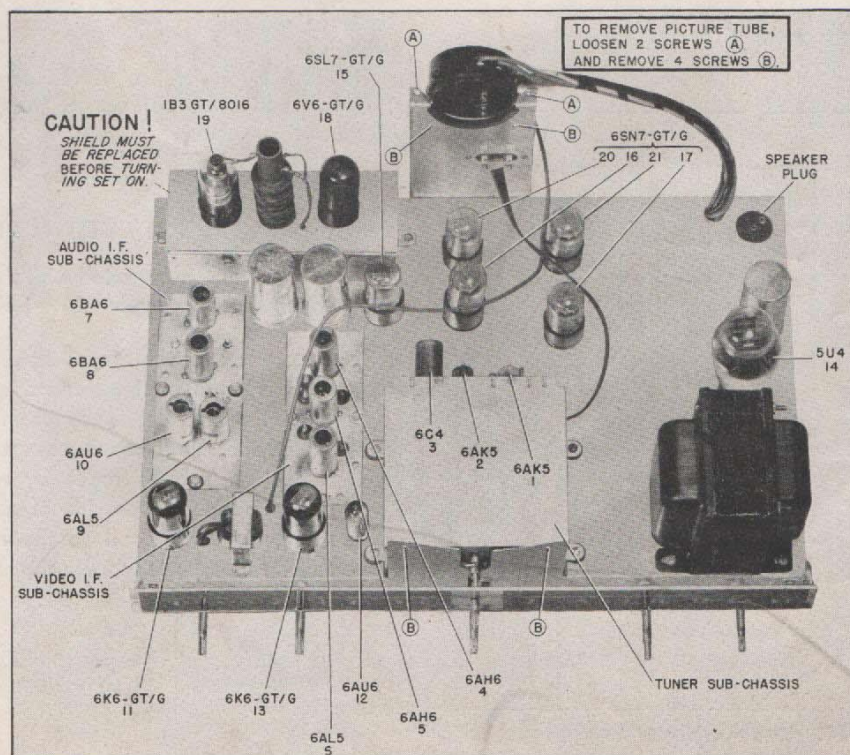 TO REMOVE PICTURE TUBE,
LOOSEN 2 SCREWS Ⓐ
AND REMOVE 4 SCREWS Ⓑ.
Ⓐ
Ⓐ
Ⓑ
Ⓑ
6SL7-GT/G
15
1B3 GT/8016
19
6V6-GT/G
18
CAUTION!
SHIELD MUST
BE REPLACED
BEFORE TURN-
ING SET ON.
6SN7-GT/G
20 16 21 17
SPEAKER
PLUG
AUDIO I.F.
SUB-CHASSIS
6BA6
7
6BA6
8
6AU6
10
6AL5
9
VIDEO I.F.
SUB-CHASSIS
6C4
3
6AK5
2
6AK5
1
5U4
14
Ⓑ
Ⓑ
6K6-GT/G
11
6K6-GT/G
13
6AL5
6AU6
12
6AH6
5
6AH6
4
TUNER SUB-CHASSIS